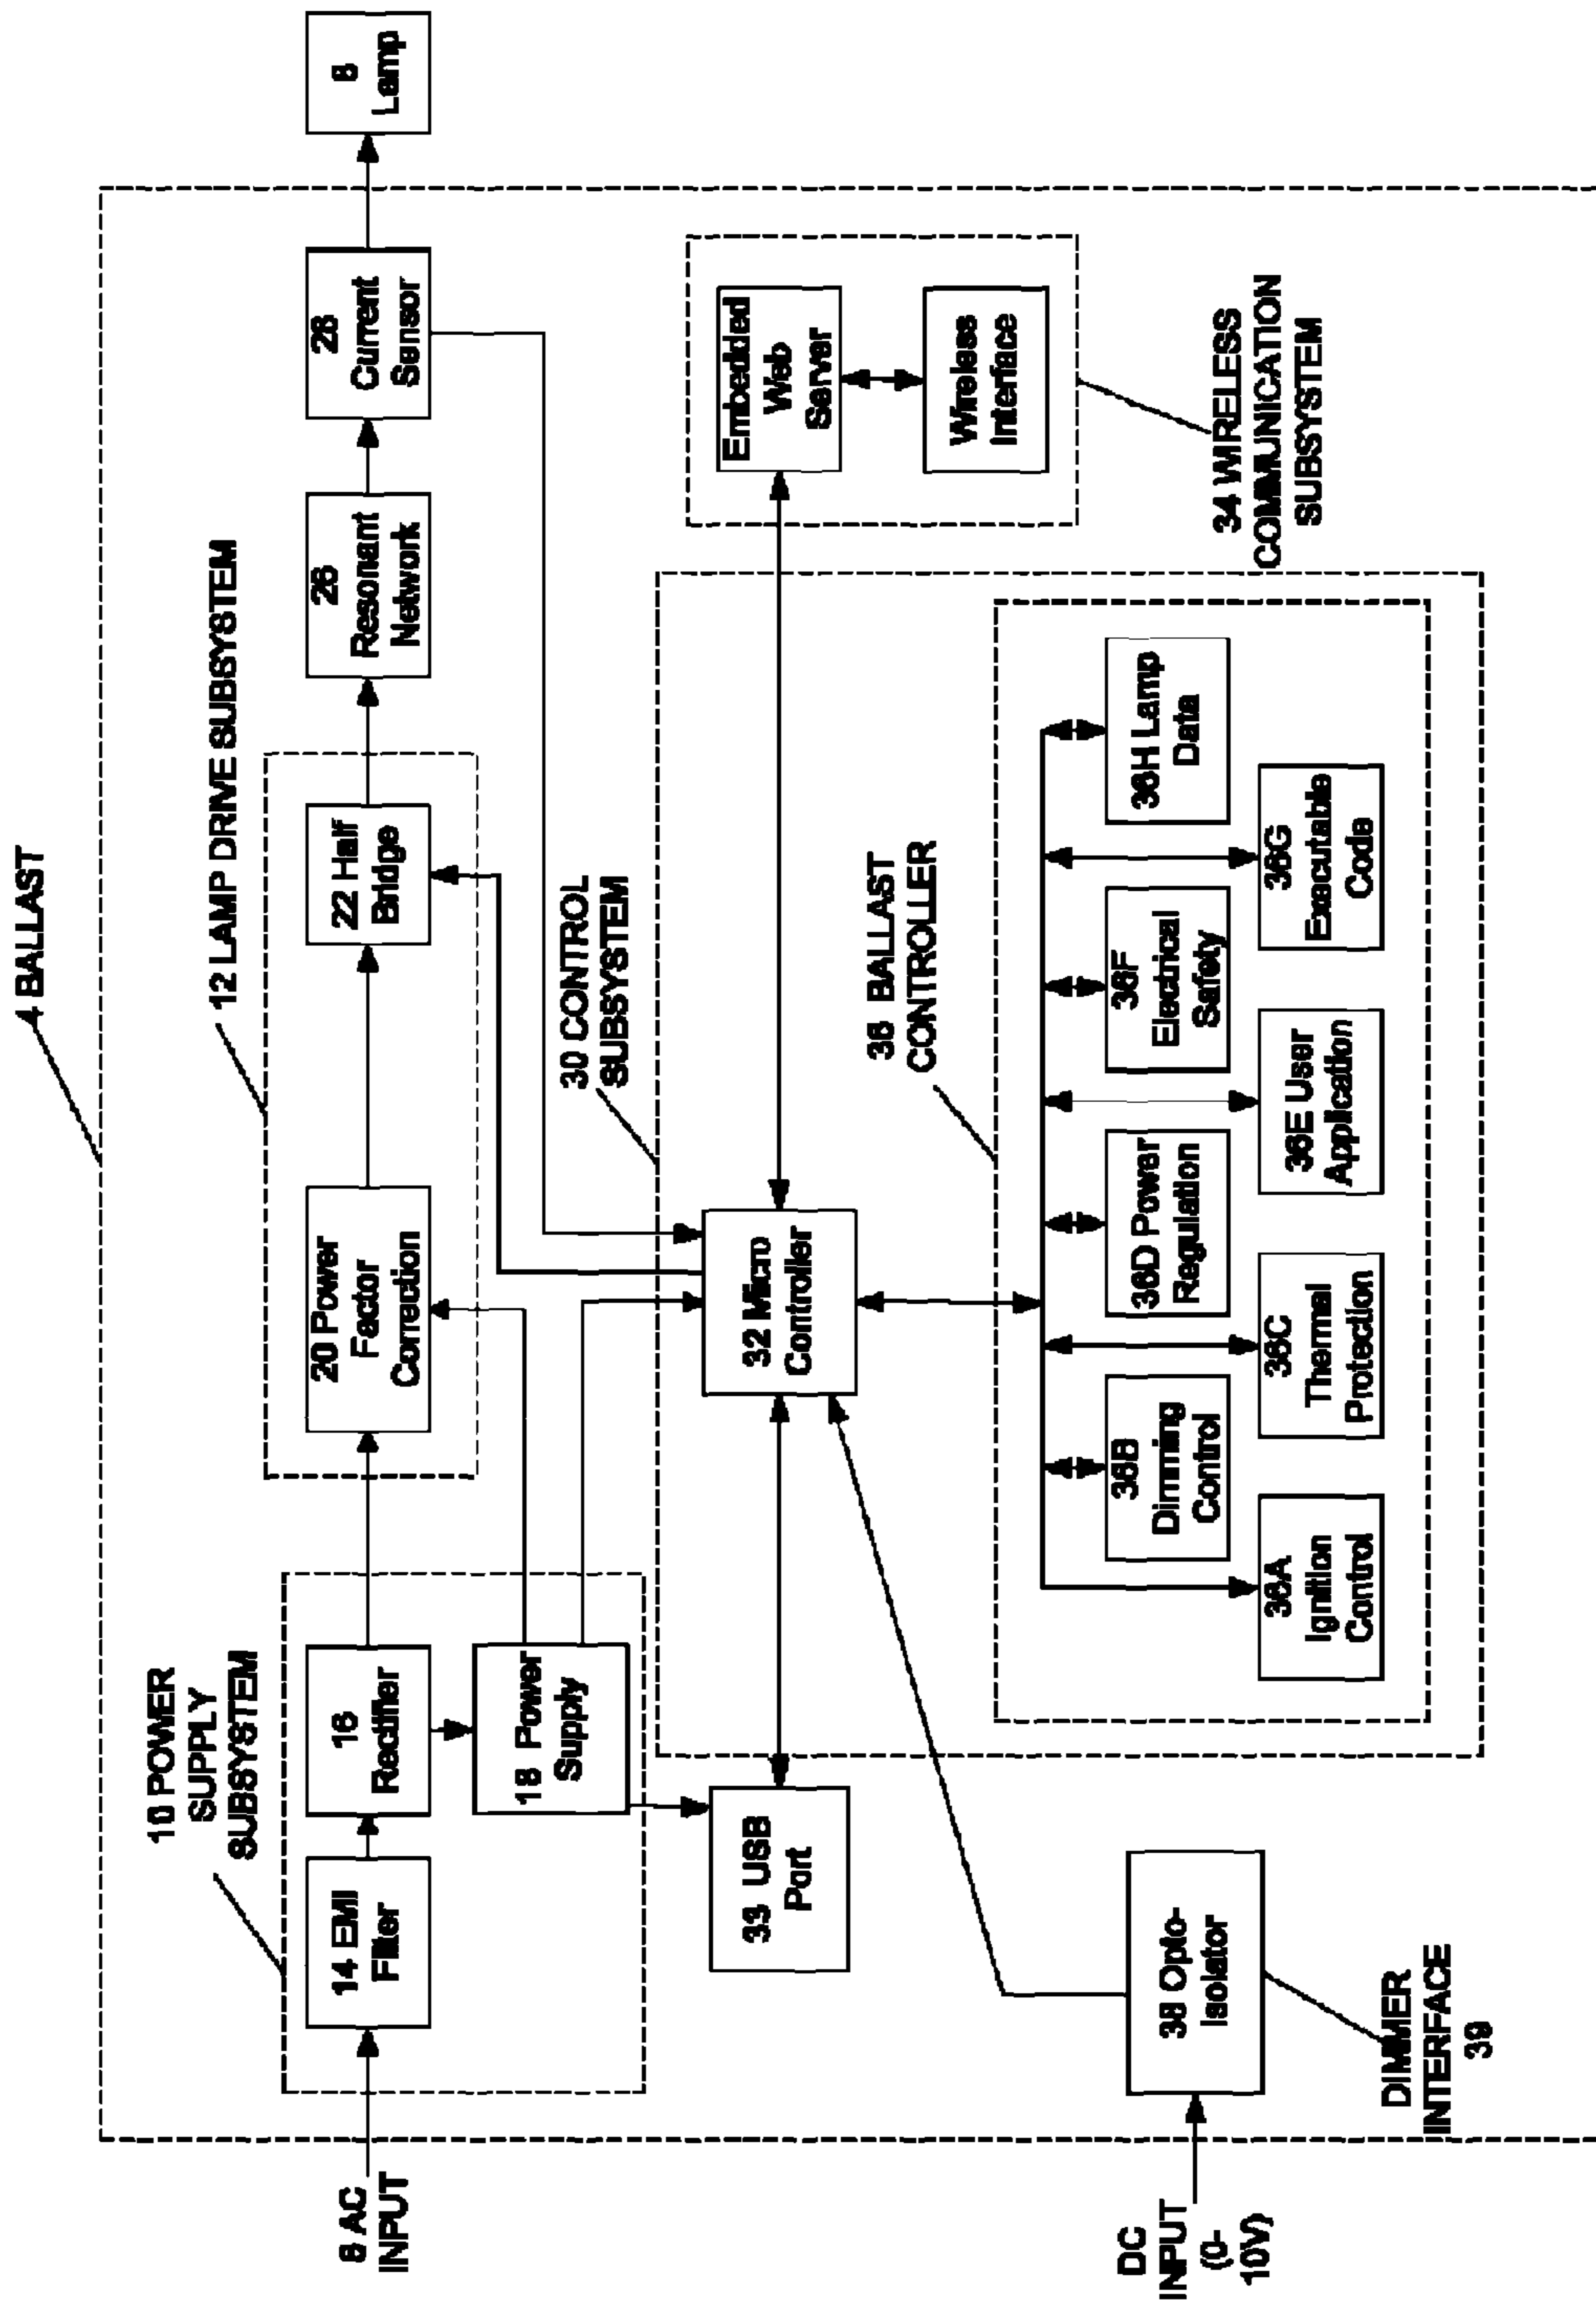 4 BALLAST
12 LAMP DRIVE SUBSYSTEM
10 POWER
SUPPLY
SUBSYSTEM
6 AC
INPUT
14 EMI
Filter
16
Rectifier
18 Power
Supply
20 Power
Factor
Correction
22 Half
Bridge
26
Resonant
Network
28
Current
Sensor
8
Lamp
30 CONTROL
SUBSYSTEM
33 USB
Port
32 Micro
Controller
Embedded
Web
Server
Wireless
Interface
34 WIRELESS
COMMUNICATION
SUBSYSTEM
36 BALLAST
CONTROLLER
36A
Ignition
Control
36B
Dimming
Control
36C
Thermal
Protection
36D Power
Regulation
36E User
Application
36F
Electrical
Safety
36G
Executable
Code
36H Lamp
Data
DC
INPUT
(0-
10V)
38 Opto-
Isolator
DIMMER
INTERFACE
39